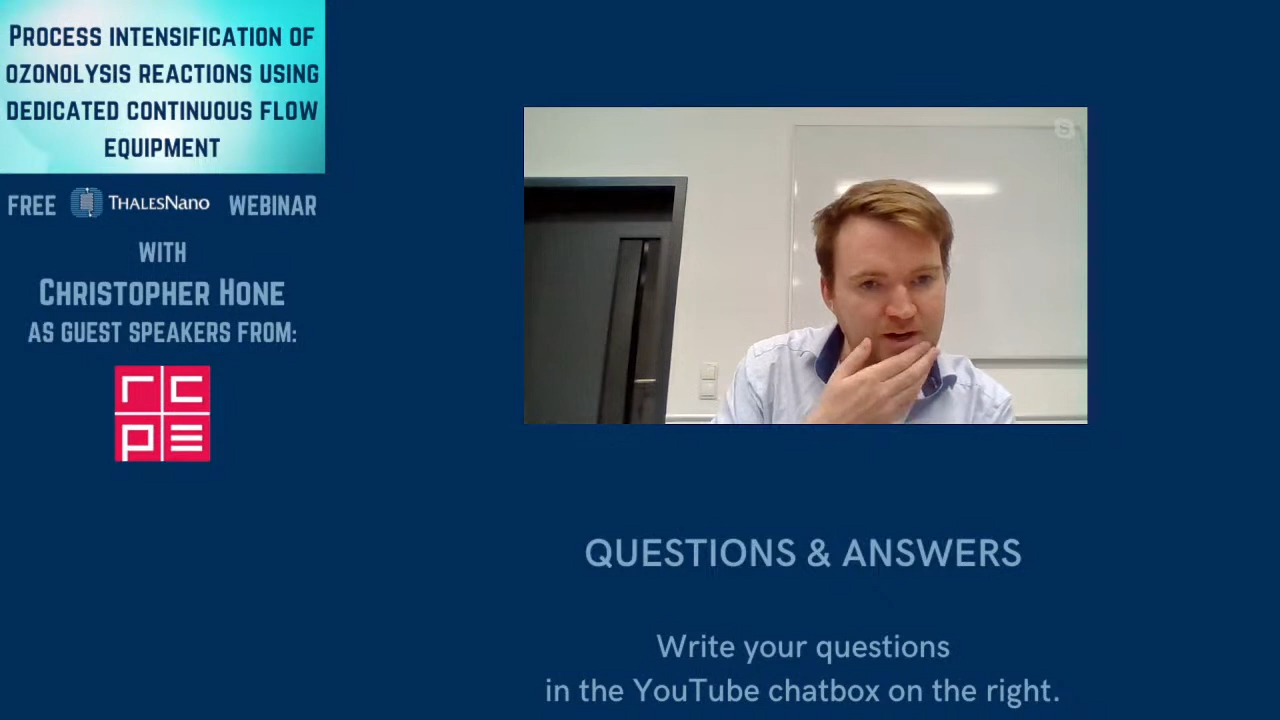 PROCESS INTENSIFICATION OF
OZONOLYSIS REACTIONS USING
DEDICATED CONTINUOUS FLOW
EQUIPMENT
FREE THALESNANO WEBINAR
WITH
CHRISTOPHER HONE
AS GUEST SPEAKERS FROM:
rc
pe
S
QUESTIONS & ANSWERS
Write your questions
in the YouTube chatbox on the right.